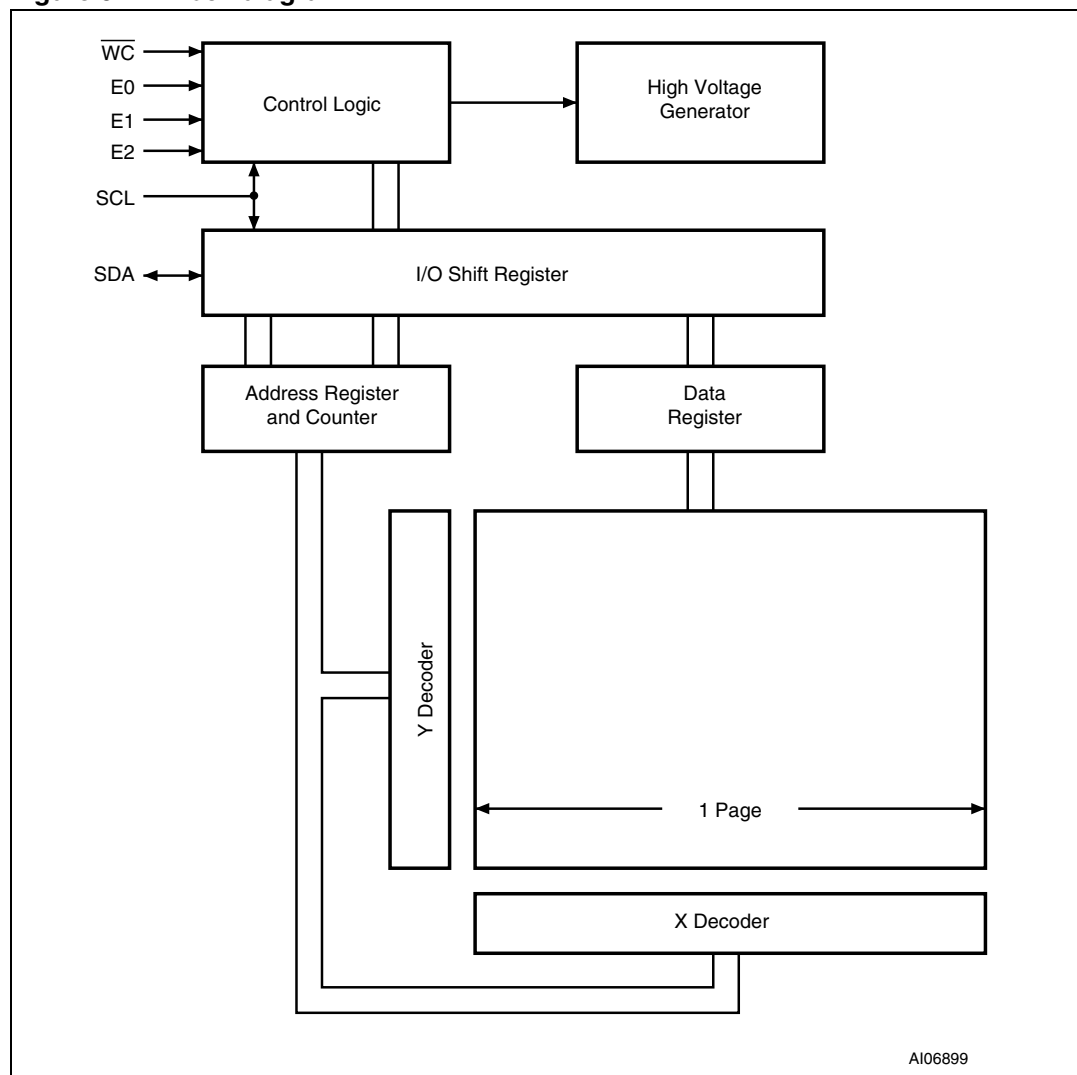 WC
E0
E1
E2
SCL
SDA
Control Logic
High Voltage
Generator
I/O Shift Register
Address Register
and Counter
Data
Register
Y Decoder
1 Page
X Decoder
AI06899